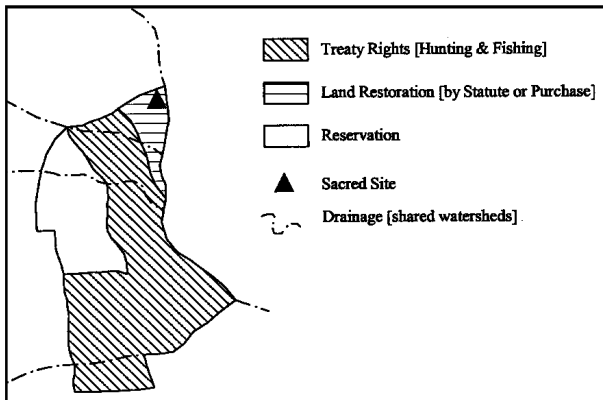 Treaty Rights [Hunting & Fishing]
Land Restoration [by Statute or Purchase]
Reservation
Sacred Site
Drainage [shared watersheds]